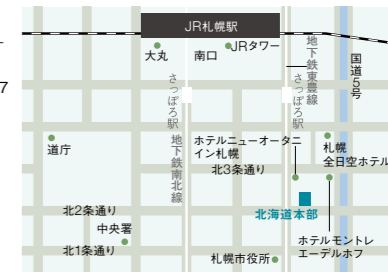 JR札幌駅
大丸
南口
JRタワー
地下鉄東豊線
国道5号
7
さっぽろ駅
さっぽろ駅
道庁
地下鉄南北線
ホテルニューオータニ
イン札幌
札幌
全日空ホテル
北3条通り
北2条通り
北海道本部
中央署
ホテルモントレ
エーデルホフ
北1条通り
札幌市役所